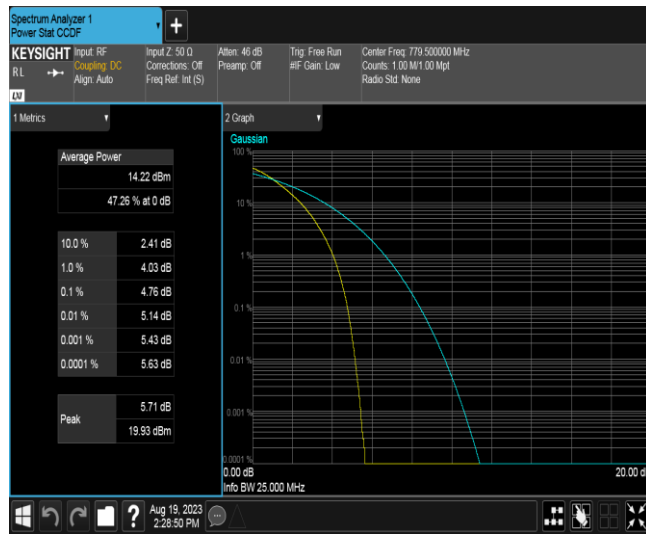 Spectrum Analyzer 1
Power Stat CCDF
+
KEYSIGHT
RL
LXI
Input: RF
Coupling: DC
Align: Auto
Input Z: 50 Ω
Corrections: Off
Freq Ref: Int (S)
Atten: 46 dB
Preamp: Off
Trig: Free Run
#IF Gain: Low
Center Freq: 779.500000 MHz
Counts: 1.00 M/1.00 Mpt
Radio Std: None
1 Metrics
Average Power
14.22 dBm
47.26 % at 0 dB
10.0 % 2.41 dB
1.0 % 4.03 dB
0.1 % 4.76 dB
0.01 % 5.14 dB
0.001 % 5.43 dB
0.0001 % 5.63 dB
Peak
5.71 dB
19.93 dBm
2 Graph
Gaussian
100 %
10 %
1 %
0.1 %
0.01 %
0.001 %
0.0001 %
0.00 dB
20.00 d
Info BW 25.000 MHz
?
Aug 19, 2023
2:28:50 PM